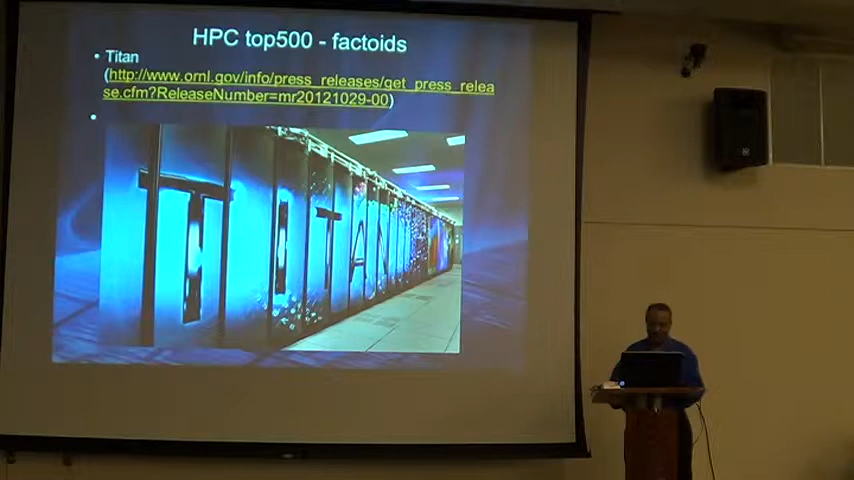 HPC top500 - factoids
• Titan
(http://www.ornl.gov/info/press_releases/get_press_relea
se.cfm?ReleaseNumber=mr20121029-00)
•
TITAN